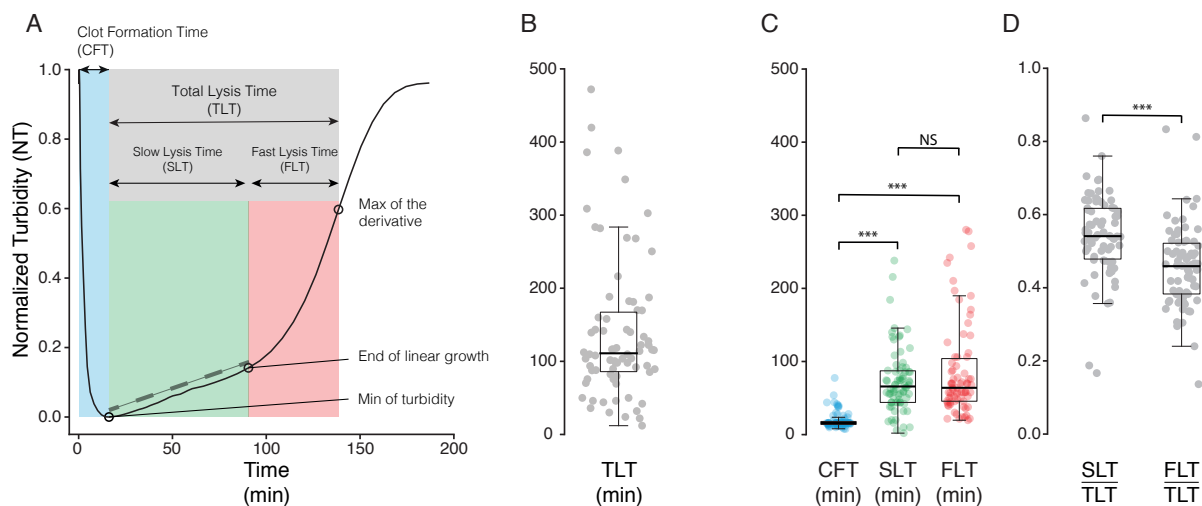 A
Clot Formation Time
(CFT)
Total Lysis Time
(TLT)
Slow Lysis Time
(SLT)
Fast Lysis Time
(FLT)
Max of the
derivative
End of linear growth
Min of turbidity
Normalized Turbidity (NT)
1.0
0.8
0.6
0.4
0.2
0.0
0
50
100
150
200
Time
(min)
B
500
400
300
200
100
0
TLT
(min)
C
500
400
300
200
100
0
NS
***
***
CFT
(min)
SLT
(min)
FLT
(min)
D
1.0
0.8
0.6
0.4
0.2
0.0
***
SLT
TLT
FLT
TLT